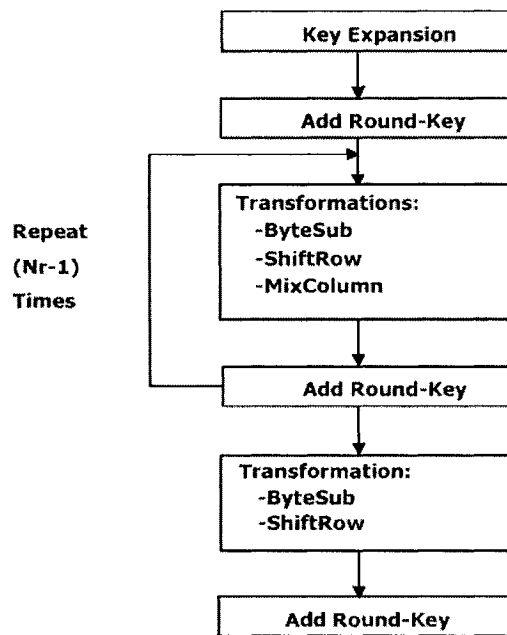 Key Expansion
Add Round-Key
Transformations:
-ByteSub
-ShiftRow
-MixColumn
Repeat
(Nr-1)
Times
Add Round-Key
Transformation:
-ByteSub
-ShiftRow
Add Round-Key